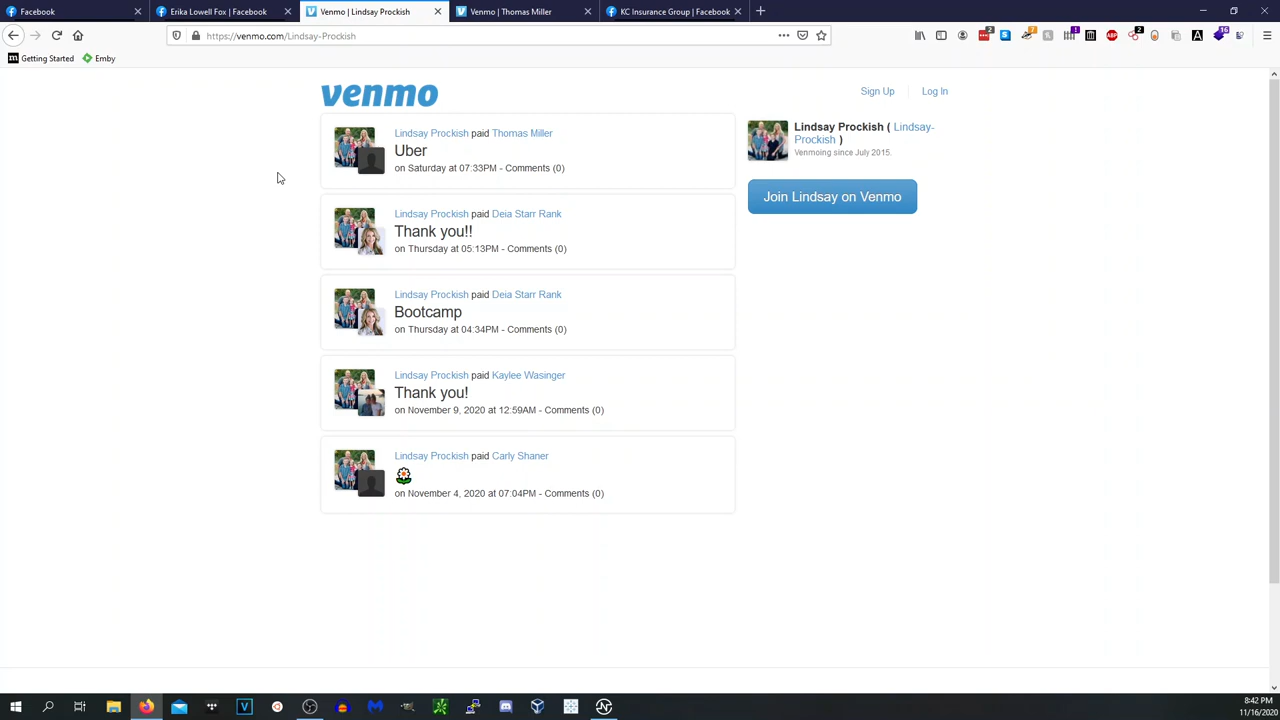 Facebook
Erika Lowell Fox | Facebook
Venmo | Lindsay Prockish
Venmo | Thomas Miller
KC Insurance Group | Facebook
https://venmo.com/Lindsay-Prockish
Getting Started
Emby
venmo
Sign Up
Log In
Lindsay Prockish paid Thomas Miller
Uber
on Saturday at 07:33PM - Comments (0)
Lindsay Prockish paid Deia Starr Rank
Thank you!!
on Thursday at 05:13PM - Comments (0)
Lindsay Prockish paid Deia Starr Rank
Bootcamp
on Thursday at 04:34PM - Comments (0)
Lindsay Prockish paid Kaylee Wasinger
Thank you!
on November 9, 2020 at 12:59AM - Comments (0)
Lindsay Prockish paid Carly Shaner
on November 4, 2020 at 07:04PM - Comments (0)
Lindsay Prockish ( Lindsay-
Prockish )
Venmoing since July 2015.
Join Lindsay on Venmo
8:42 PM
11/16/2020